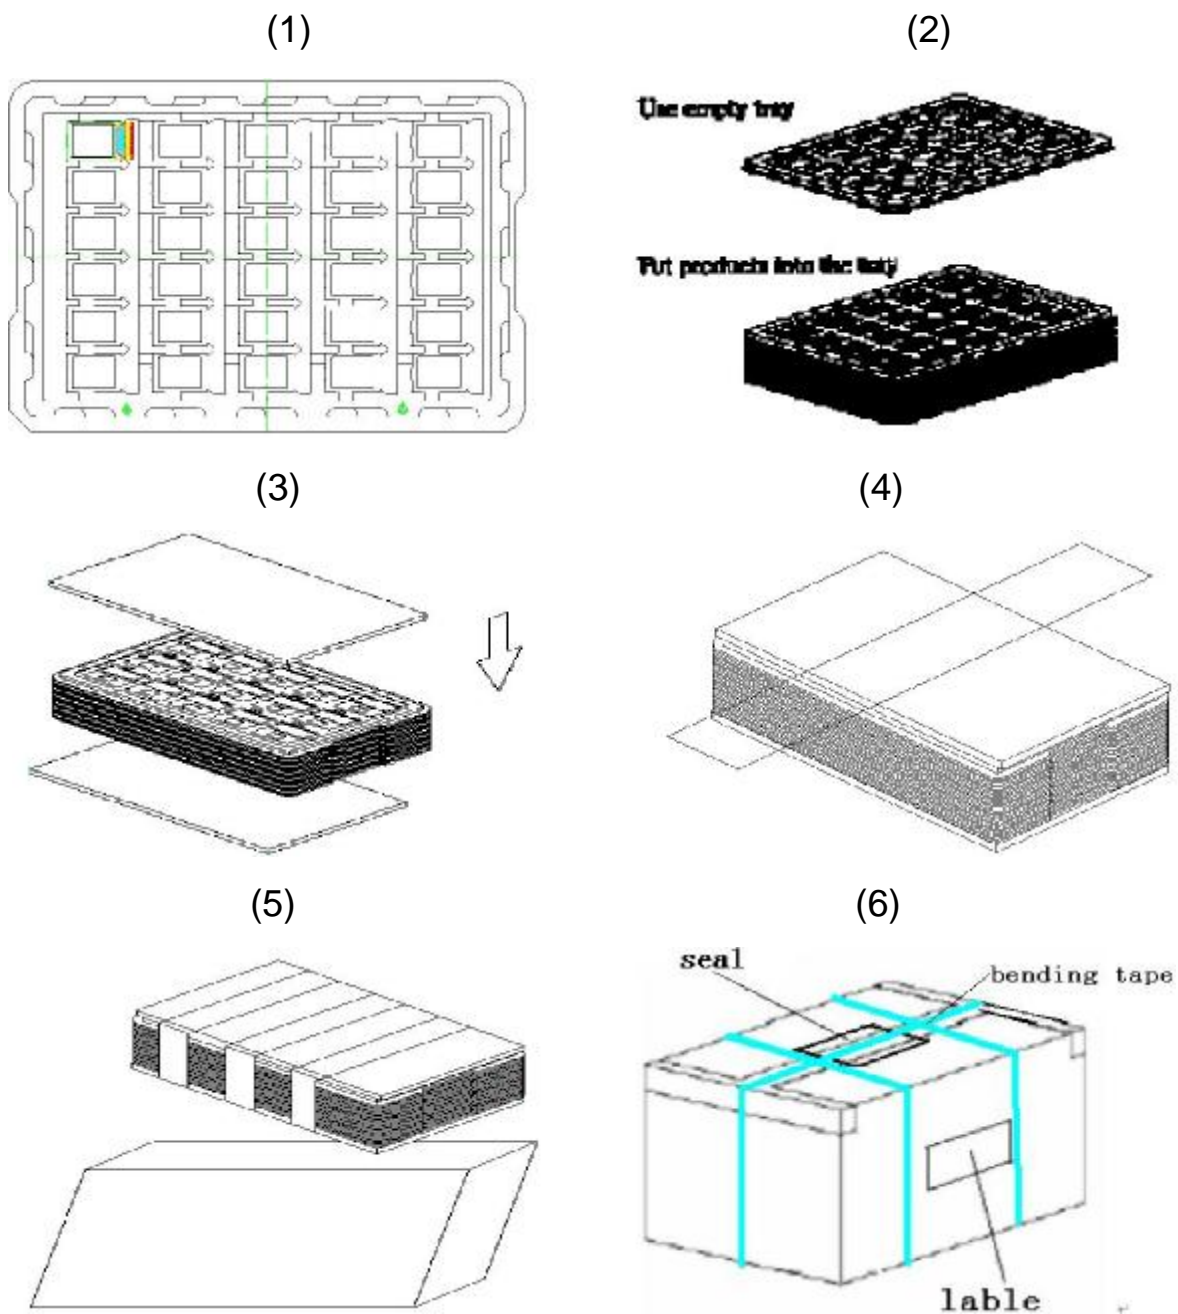 (1)
(2)
Use empty tray
Put products into the tray
(3)
(4)
(5)
(6)
seal
bending tape
lable